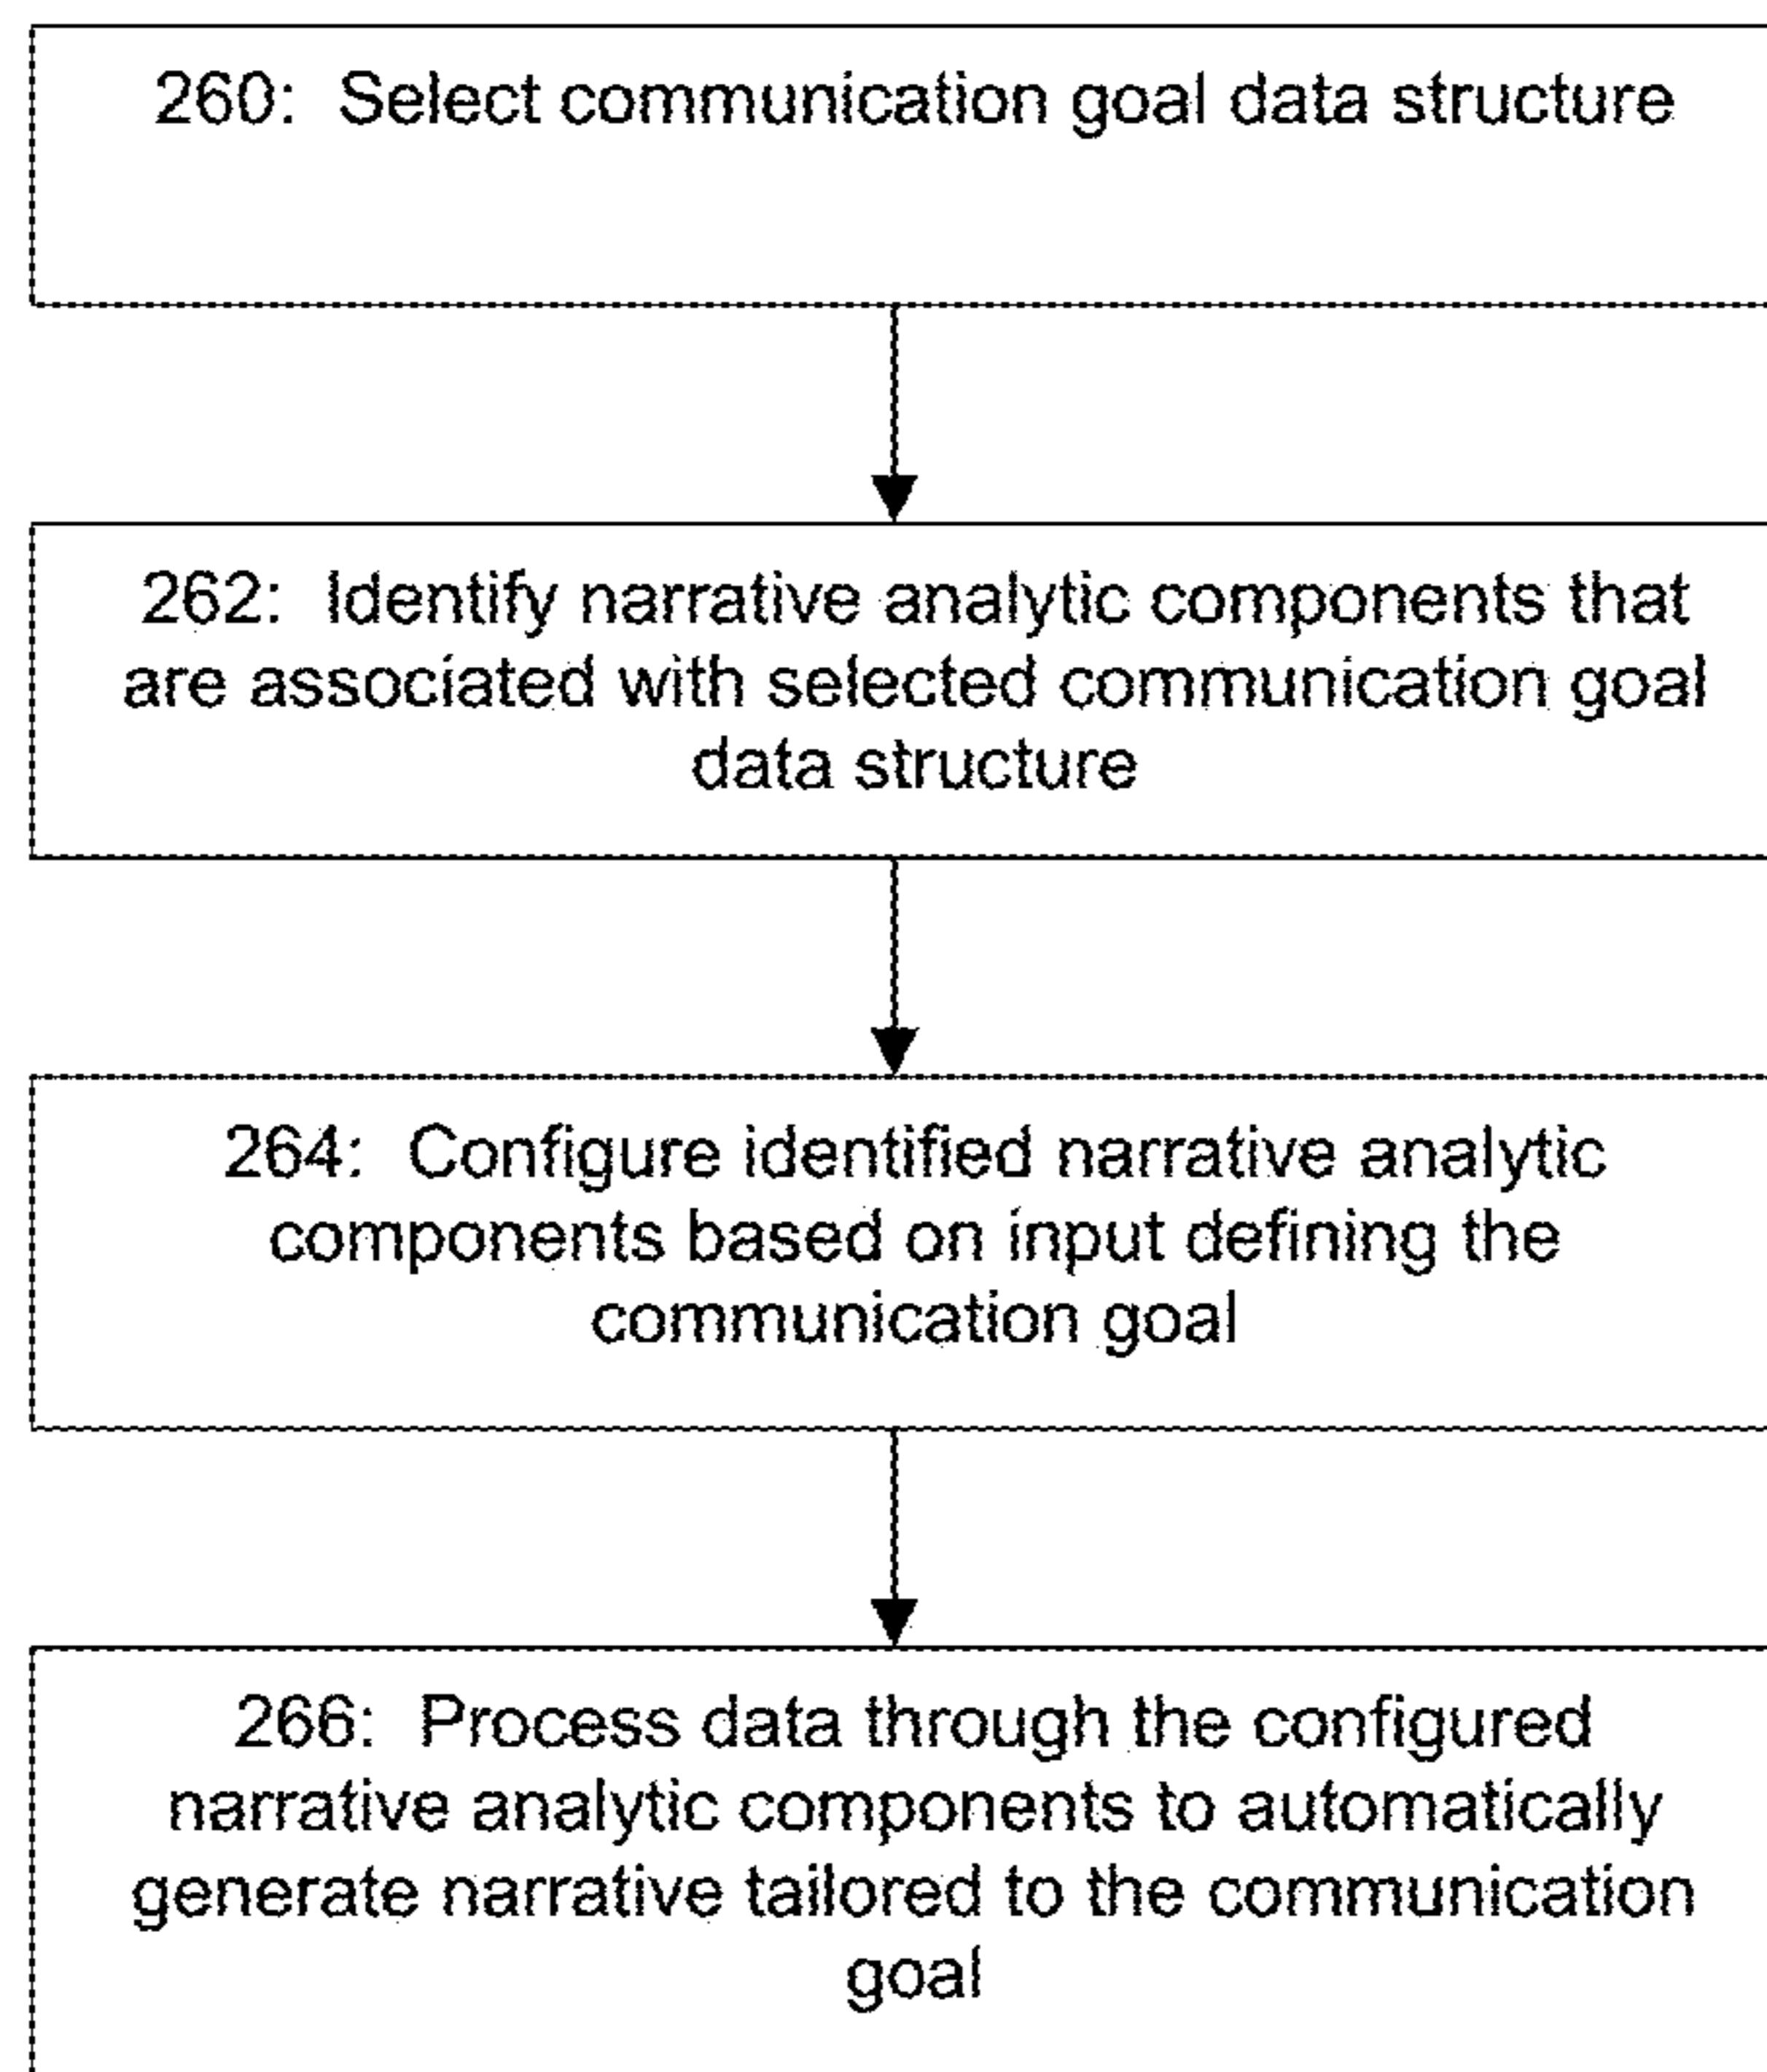 260: Select communication goal data structure
262: Identify narrative analytic components that
are associated with selected communication goal
data structure
264: Configure identified narrative analytic
components based on input defining the
communication goal
266: Process data through the configured
narrative analytic components to automatically
generate narrative tailored to the communication
goal